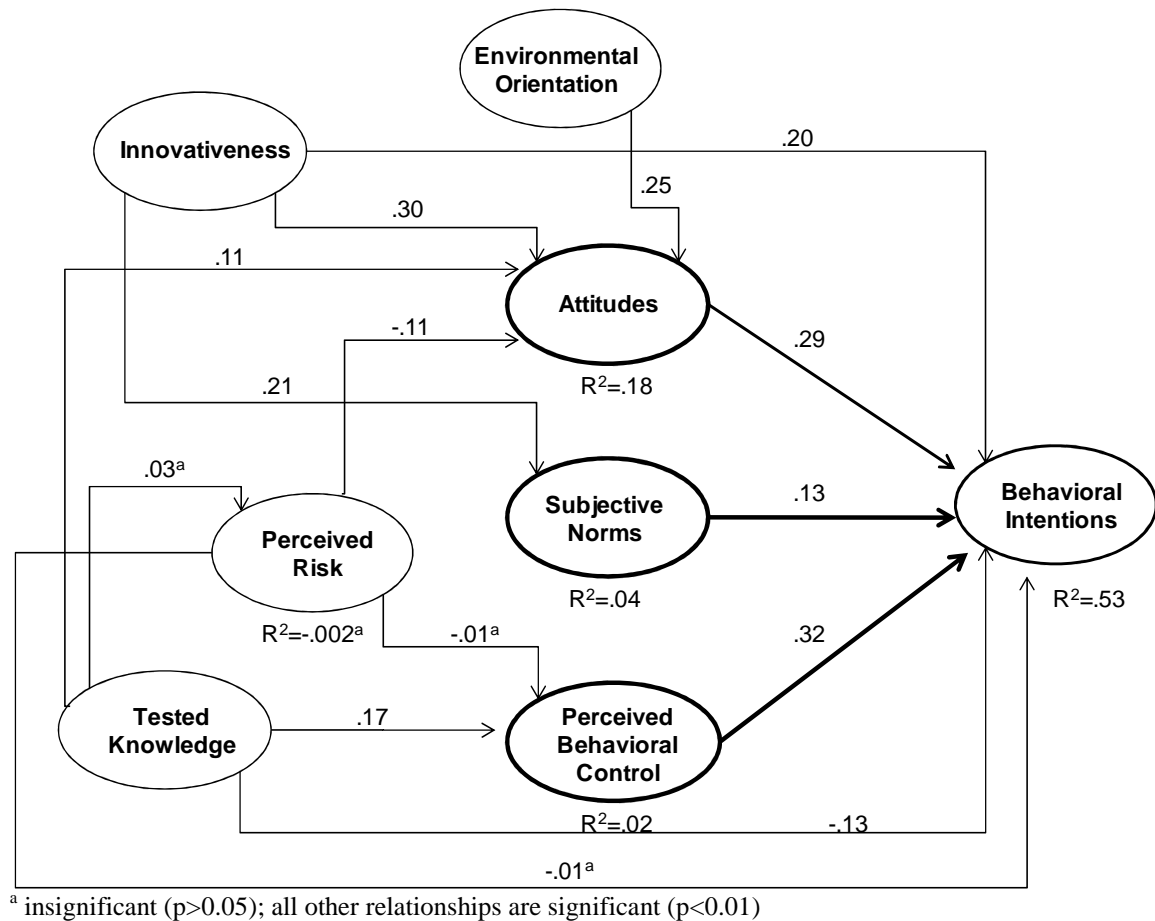 Environmental
Orientation
Innovativeness
.20
.25
.30
.11
Attitudes
-.11
.29
R²=.18
.21
.03ᵃ
Subjective
Norms
.13
Behavioral
Intentions
Perceived
Risk
R²=.04
R²=.53
R²=-.002ᵃ
-.01ᵃ
.32
Tested
Knowledge
.17
Perceived
Behavioral
Control
R²=.02
-.13
-.01ᵃ
ᵃ insignificant (p>0.05); all other relationships are significant (p<0.01)